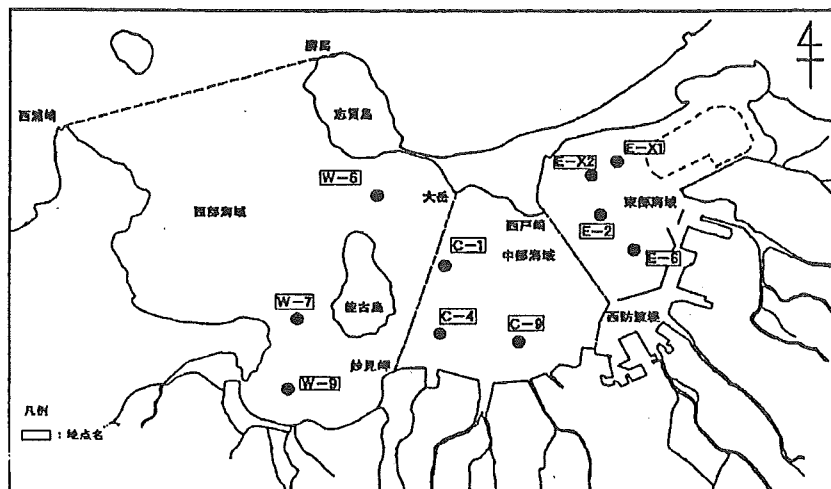 西浦崎
志賀島
W-6
大岳
西部海域
能古島
W-7
W-9
妙見岬
西戸崎
中部海域
C-1
C-4
C-9
E-X1
E-X2
東部海域
E-2
E-6
西防波堤
凡例
：地点名